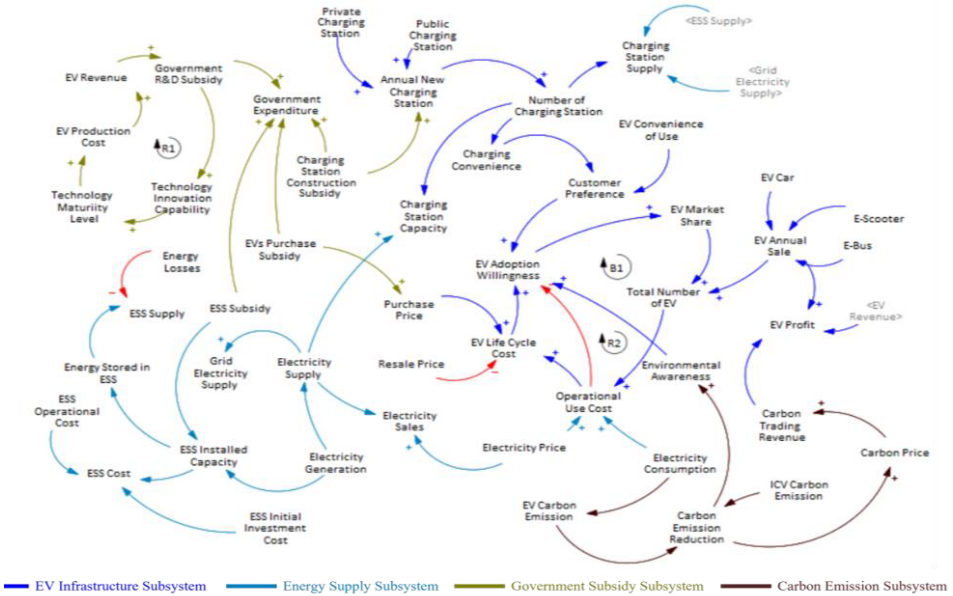 Private
Charging
Station
Public
Charging
Station
<ESS Supply>
Charging
Station
Supply
<Grid
Electricity
Supply>
EV Revenue
Government
R&D Subsidy
Government
Expenditure
Annual New
Charging
Station
Number of
Charging Station
EV Convenience
of Use
EV Production
Cost
R1
Charging
Station
Construction
Subsidy
Charging
Convenience
Customer
Preference
EV Car
Technology
Maturiity
Level
Technology
Innovation
Capability
Charging
Station
Capacity
EV Market
Share
E-Scooter
EV Annual
Sale
E-Bus
Energy
Losses
EVs Purchase
Subsidy
EV Adoption
Willingness
B1
Total Number
of EV
ESS Supply
ESS Subsidy
Purchase
Price
<EV
Revenue>
EV Profit
EV Life Cycle
Cost
R2
Energy Stored in
ESS
Grid
Electricity
Supply
Electricity
Supply
Resale Price
Environmental
Awareness
ESS
Operational
Cost
Electricity
Sales
Operational
Use Cost
Carbon
Trading
Revenue
ESS Installed
Capacity
Electricity
Generation
Electricity Price
Electricity
Consumption
Carbon Price
ESS Cost
ICV Carbon
Emission
ESS Initial
Investment
Cost
EV Carbon
Emission
Carbon
Emission
Reduction
EV Infrastructure Subsystem
Energy Supply Subsystem
Government Subsidy Subsystem
Carbon Emission Subsystem